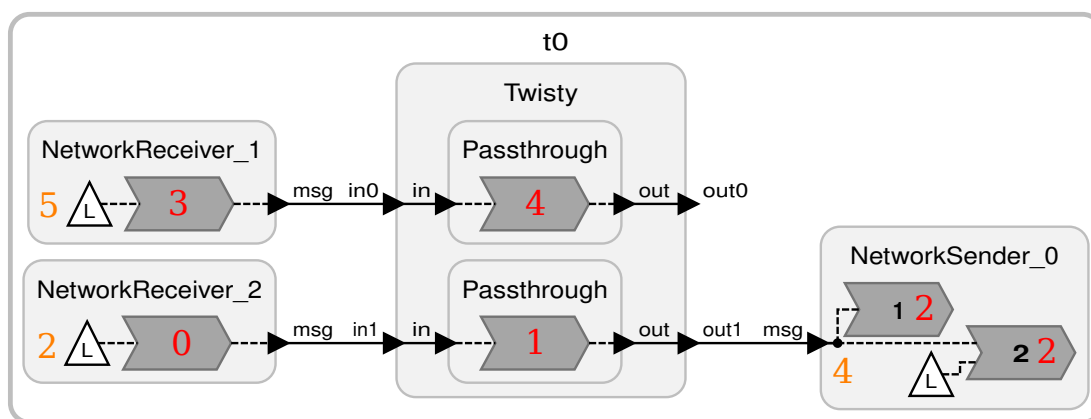 t0
Twisty
NetworkReceiver_1
5 L 3 msg in0 in
Passthrough
4 out out0
NetworkReceiver_2
2 L 0 msg in1 in
Passthrough
1 out out1 msg
NetworkSender_0
1 2
4 L 2 2